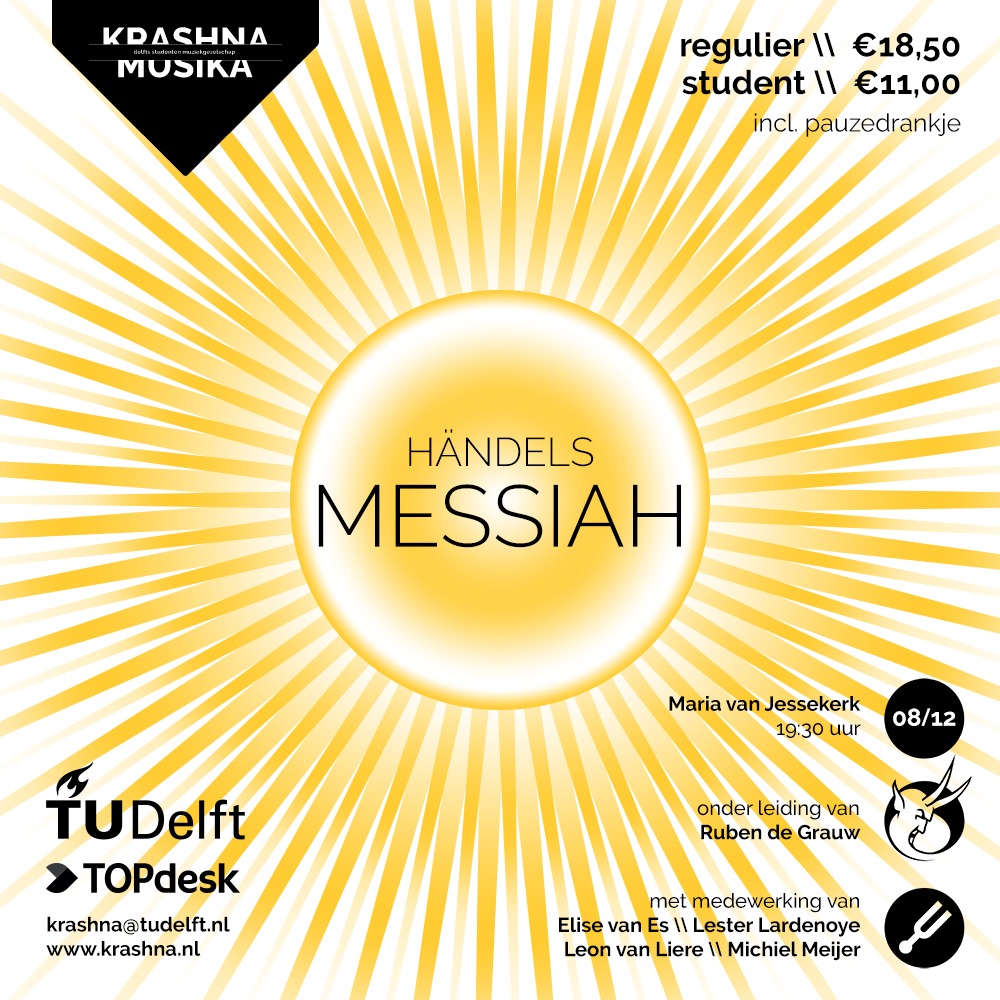 KRASHNA
delfts studenten muziekgezelschap
MUSIKA
regulier \\ €18,50
student \\ €11,00
incl. pauzedrankje
HÄNDELS
MESSIAH
Maria van Jessekerk
19:30 uur
08/12
onder leiding van
Ruben de Grauw
met medewerking van
Elise van Es \\ Lester Lardenoye
Leon van Liere \\ Michiel Meijer
TU Delft
TOPdesk
krashna@tudelft.nl
www.krashna.nl